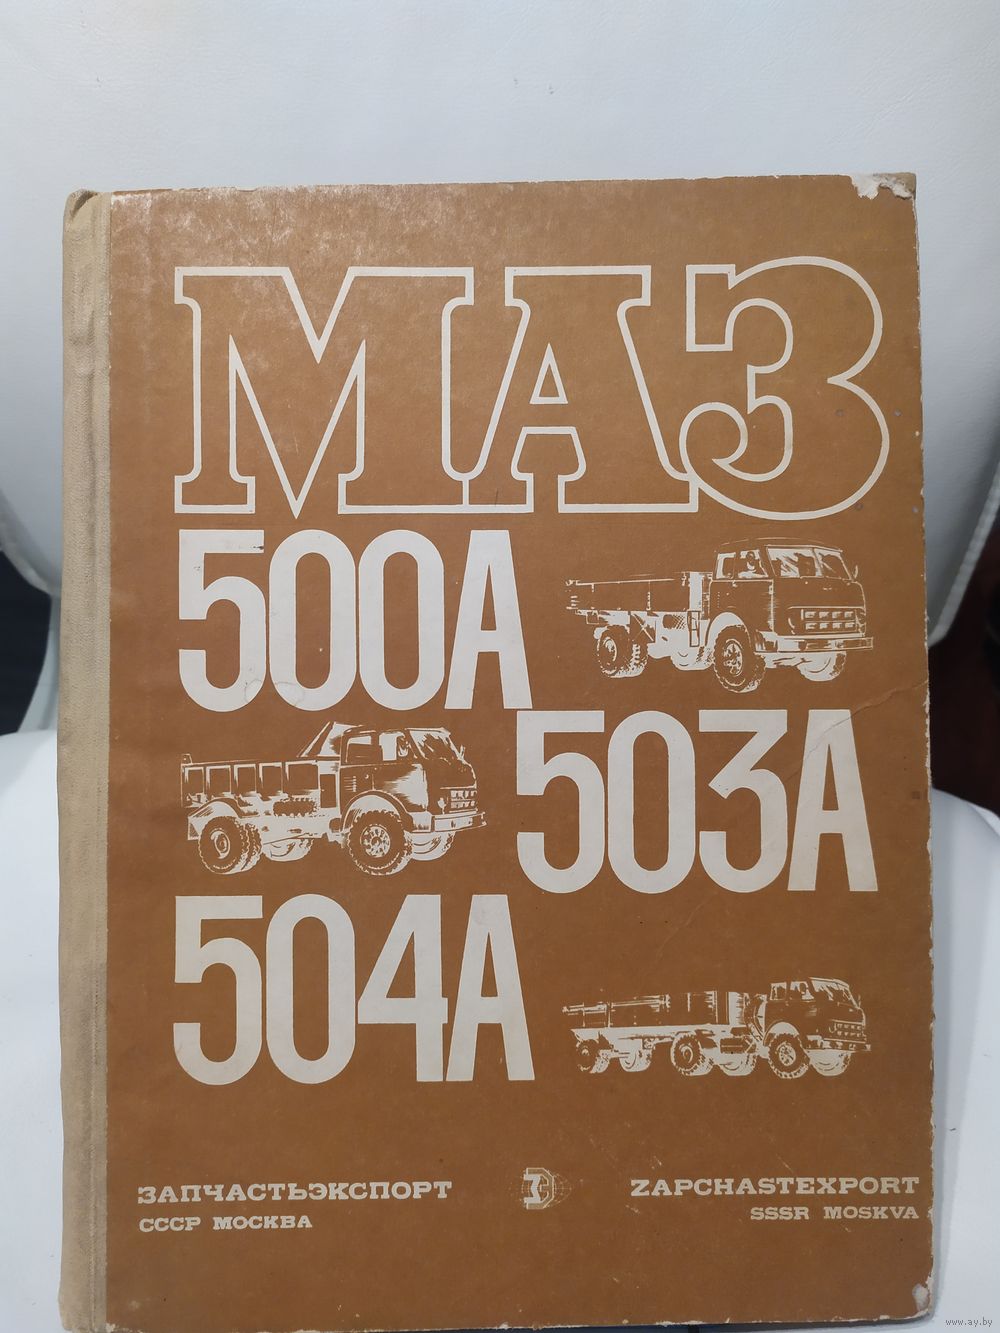 МАЗ
500А
503А
504А
ЗАПЧАСТЬЭКСПОРТ
СССР МОСКВА
ZAPCHASTEXPORT
SSSR MOSKVA
www.ay.by